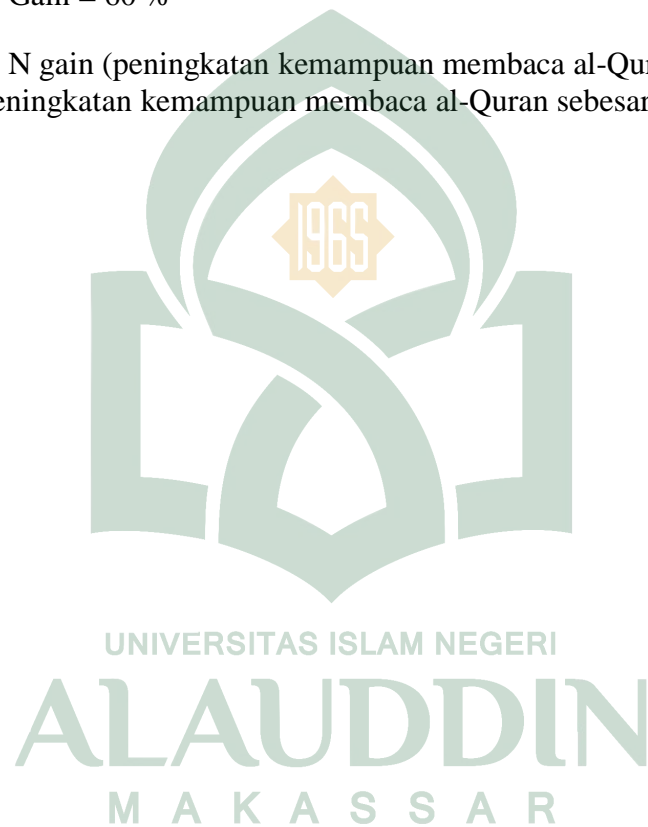 Gain = 60 %
N gain (peningkatan kemampuan membaca al-Qur
eningkatan kemampuan membaca al-Quran sebesar
1965
UNIVERSITAS ISLAM NEGERI
ALAUDDIN
MAKASSAR